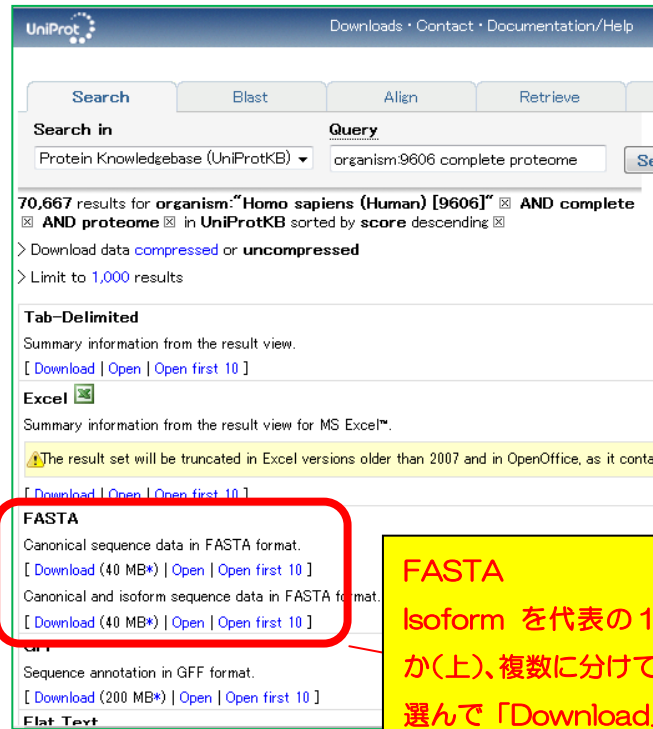 UniProt
Downloads · Contact · Documentation/Help
Search Blast Align Retrieve
Search in Query
Protein Knowledgebase (UniProtKB) organism:9606 complete proteome
70,667 results for organism:"Homo sapiens (Human) [9606]" AND complete
AND proteome in UniProtKB sorted by score descending
> Download data compressed or uncompressed
> Limit to 1,000 results
Tab-Delimited
Summary information from the result view.
[ Download | Open | Open first 10 ]
Excel
Summary information from the result view for MS Excel™.
The result set will be truncated in Excel versions older than 2007 and in OpenOffice, as it
[ Download | Open | Open first 10 ]
FASTA
Canonical sequence data in FASTA format.
[ Download (40 MB*) | Open | Open first 10 ]
Canonical and isoform sequence data in FASTA format.
[ Download (40 MB*) | Open | Open first 10 ]
GFF
Sequence annotation in GFF format.
[ Download (200 MB*) | Open | Open first 10 ]
Flat Text
FASTA
Isoform を代表の1
か(上)、複数に分けて
選んで「Download」